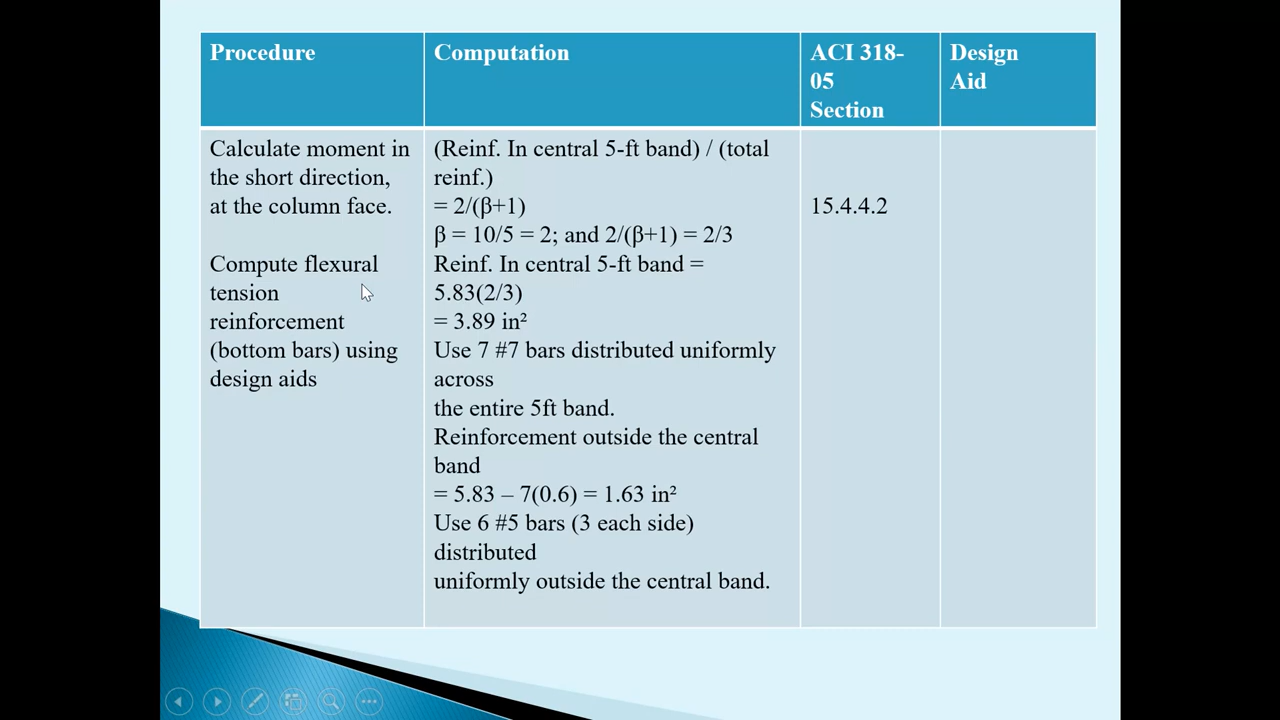 Procedure
Computation
ACI 318-
05
Section
Design
Aid
Calculate moment in
the short direction,
at the column face.
Compute flexural
tension
reinforcement
(bottom bars) using
design aids
(Reinf. In central 5-ft band) / (total
reinf.)
= 2/(β+1)
β = 10/5 = 2; and 2/(β+1) = 2/3
Reinf. In central 5-ft band =
5.83(2/3)
= 3.89 in²
Use 7 #7 bars distributed uniformly
across
the entire 5ft band.
Reinforcement outside the central
band
= 5.83 – 7(0.6) = 1.63 in²
Use 6 #5 bars (3 each side)
distributed
uniformly outside the central band.
15.4.4.2